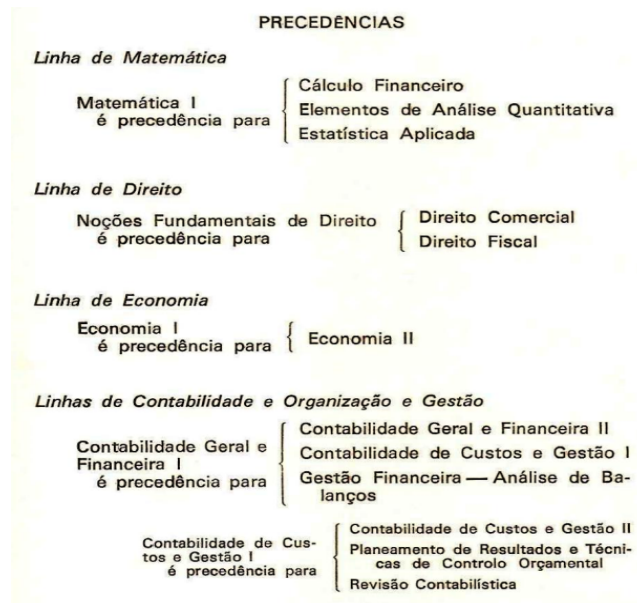 PRECEDÊNCIAS
Linha de Matemática
Matemática I
é precedência para
Cálculo Financeiro
Elementos de Análise Quantitativa
Estatística Aplicada
Linha de Direito
Noções Fundamentais de Direito
é precedência para
Direito Comercial
Direito Fiscal
Linha de Economia
Economia I
é precedência para
Economia II
Linhas de Contabilidade e Organização e Gestão
Contabilidade Geral e
Financeira I
é precedência para
Contabilidade Geral e Financeira II
Contabilidade de Custos e Gestão I
Gestão Financeira — Análise de Ba-
lanços
Contabilidade de Cus-
tos e Gestão I
é precedência para
Contabilidade de Custos e Gestão II
Planeamento de Resultados e Técni-
cas de Controlo Orçamental
Revisão Contabilística